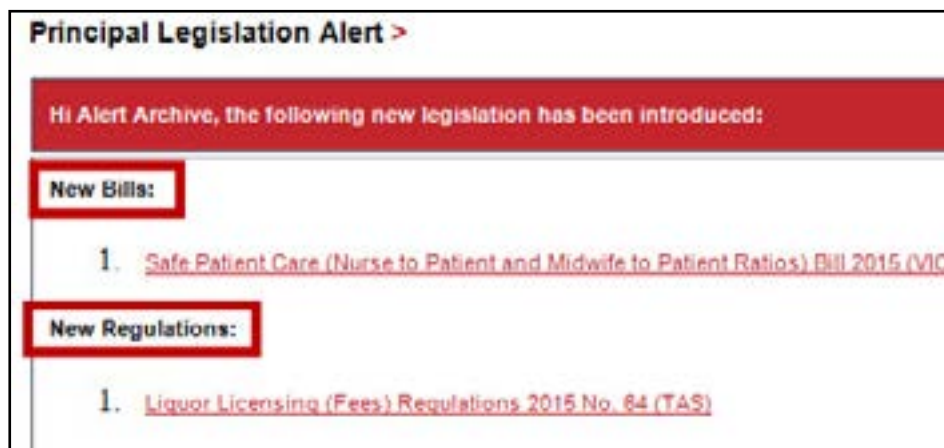 Principal Legislation Alert >
Hi Alert Archive, the following new legislation has been introduced:
New Bills:
1. Safe Patient Care (Nurse to Patient and Midwife to Patient Ratios) Bill 2015 (VIC
New Regulations:
1. Liquor Licensing (Fees) Regulations 2015 No. 64 (TAS)